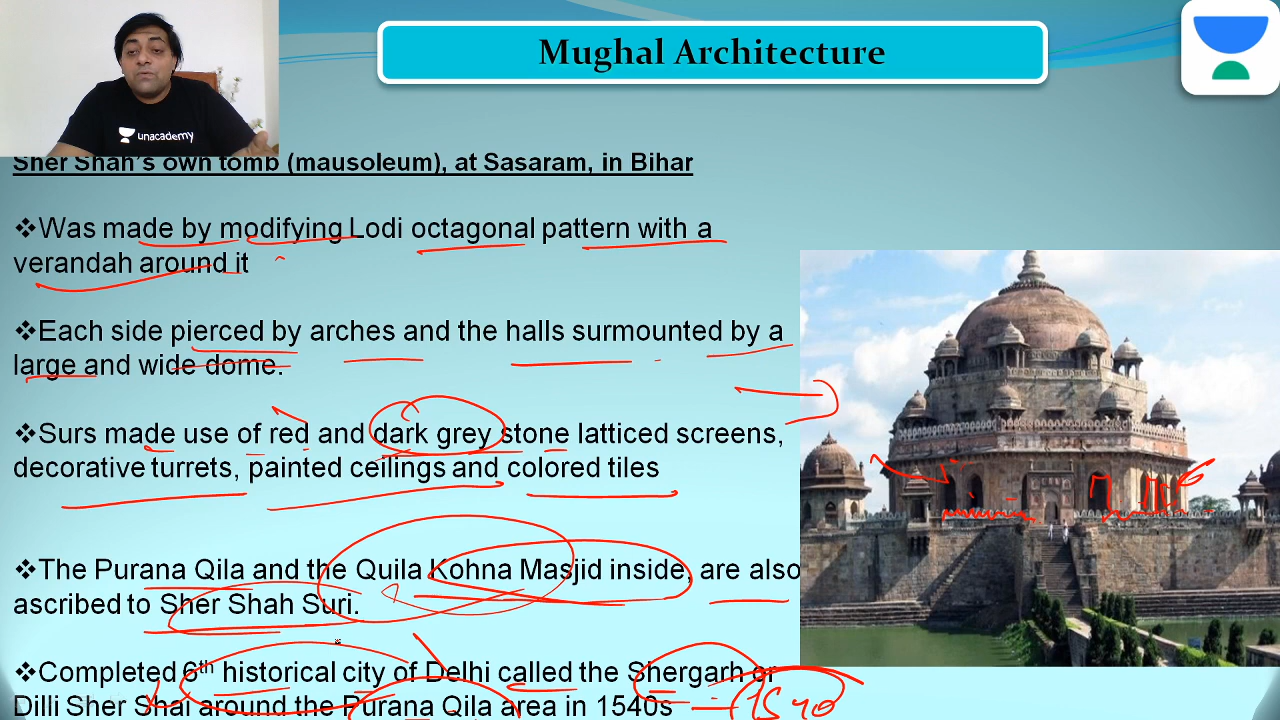 Mughal Architecture
unacademy
Sher Shah's own tomb (mausoleum), at Sasaram, in Bihar
❖Was made by modifying Lodi octagonal pattern with a
verandah around it
❖Each side pierced by arches and the halls surmounted by a
large and wide dome.
❖Surs made use of red and dark grey stone latticed screens,
decorative turrets, painted ceilings and colored tiles
❖The Purana Qila and the Quila Kohna Masjid inside, are also
ascribed to Sher Shah Suri.
❖Completed 6th historical city of Delhi called the Shergarh or
Dilli Sher Shai around the Purana Qila area in 1540s
1540